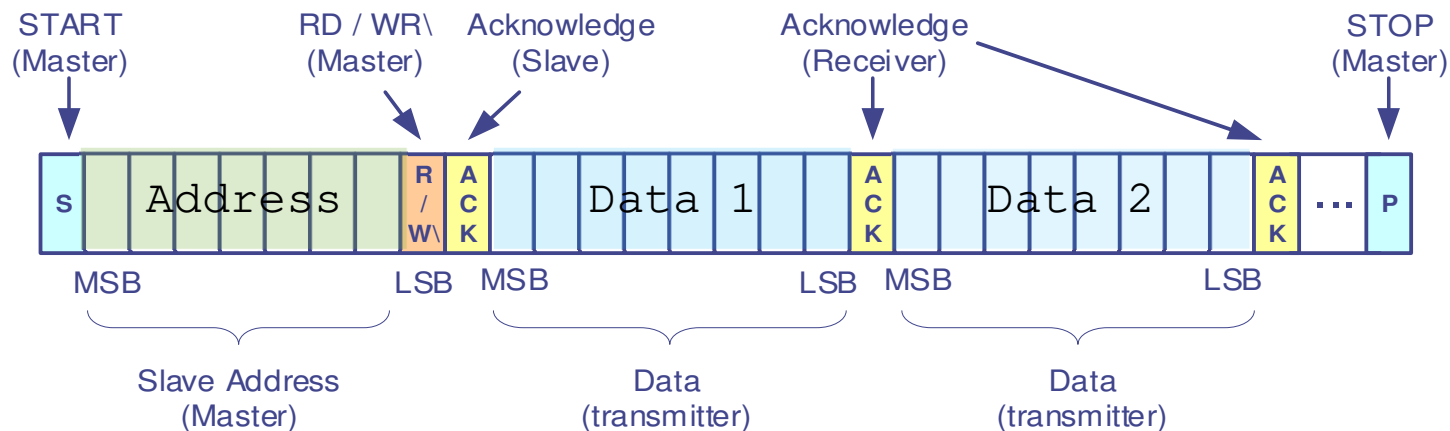 START
(Master)
RD / WR\
(Master)
Acknowledge
(Slave)
Acknowledge
(Receiver)
STOP
(Master)
S
Address
R
/
W\
A
C
K
Data 1
A
C
K
Data 2
A
C
K
...
P
MSB
LSB
MSB
LSB
MSB
LSB
Slave Address
(Master)
Data
(transmitter)
Data
(transmitter)